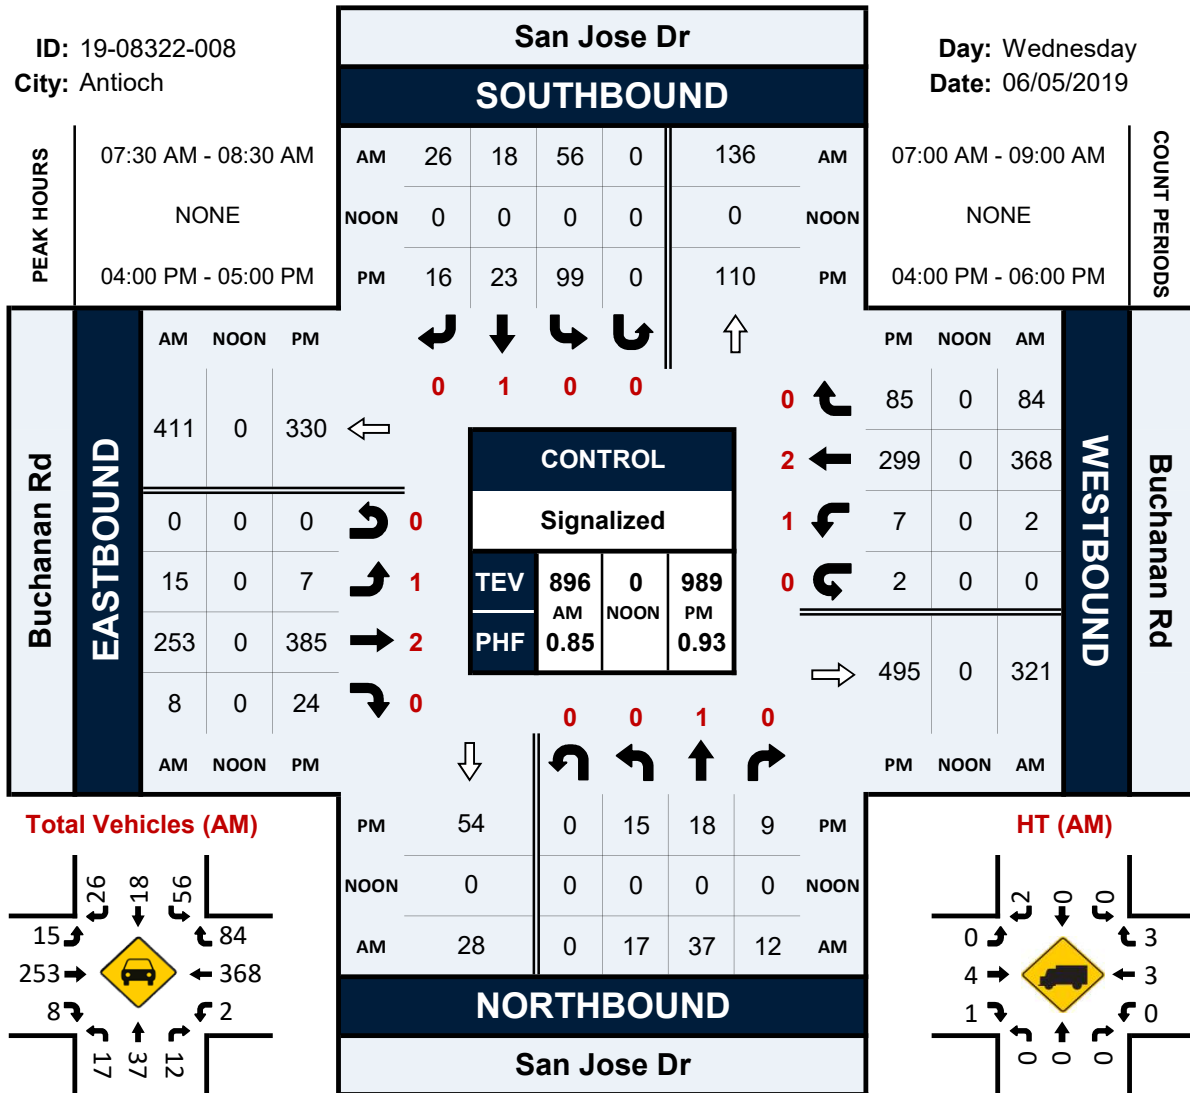 San Jose Dr
ID: 19-08322-008
City: Antioch
Day: Wednesday
Date: 06/05/2019
SOUTHBOUND
PEAK HOURS
07:30 AM - 08:30 AM
NONE
04:00 PM - 05:00 PM
AM 26 18 56 0 136 AM
NOON 0 0 0 0 0 NOON
PM 16 23 99 0 110 PM
07:00 AM - 09:00 AM
NONE
04:00 PM - 06:00 PM
COUNT PERIODS
0 1 0 0
Buchanan Rd
EASTBOUND
AM NOON PM
411 0 330
0 0 0 0
15 0 7 1
253 0 385 2
8 0 24 0
AM NOON PM
CONTROL
Signalized
TEV 896 0 989
AM NOON PM
PHF 0.85 0.93
PM NOON AM
0 85 0 84
2 299 0 368
1 7 0 2
0 2 0 0
495 0 321
PM NOON AM
WESTBOUND
Buchanan Rd
0 0 1 0
PM 54 0 15 18 9 PM
NOON 0 0 0 0 0 NOON
AM 28 0 17 37 12 AM
NORTHBOUND
San Jose Dr
Total Vehicles (AM)
26 18 56
15 84
253 368
8 2
17 37 12
HT (AM)
2 0 0
0 3
4 3
1 0
0 0 0